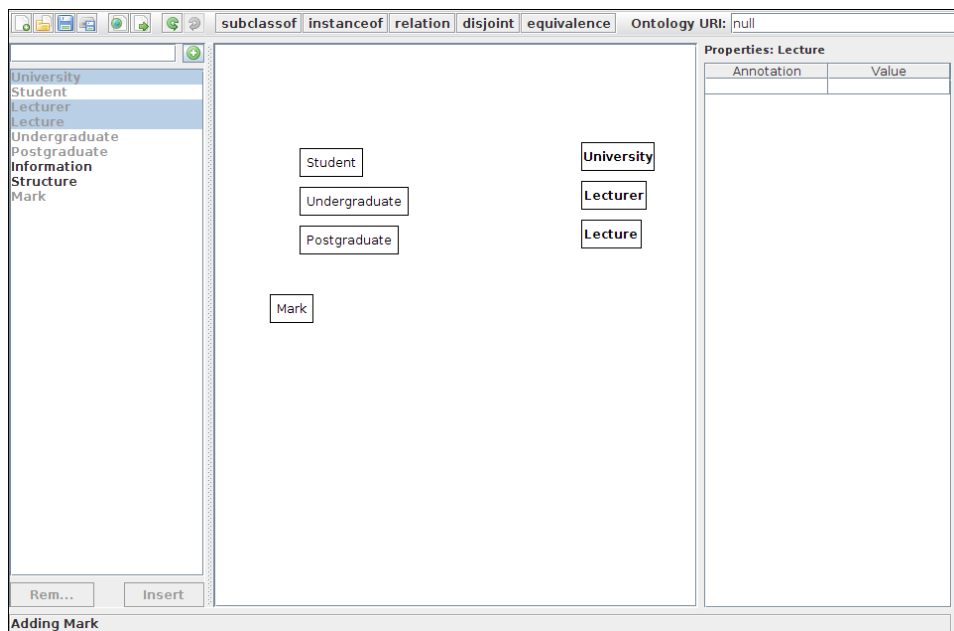 subclassof instanceof relation disjoint equivalence Ontology URI: null
University
Student
Lecturer
Lecture
Undergraduate
Postgraduate
Information
Structure
Mark
Rem... Insert
Student
Undergraduate
Postgraduate
Mark
University
Lecturer
Lecture
Properties: Lecture
Annotation Value
Adding Mark